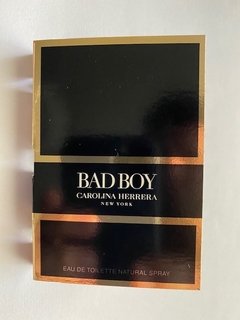 BAD BOY
CAROLINA HERRERA
NEW YORK
EAU DE TOILETTE NATURAL SPRAY